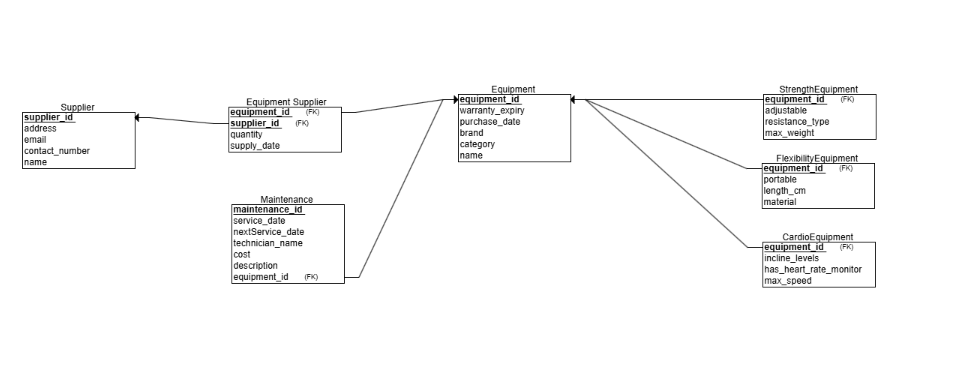 Supplier
supplier_id
address
email
contact_number
name
Equipment Supplier
equipment_id (FK)
supplier_id (FK)
quantity
supply_date
Maintenance
maintenance_id
service_date
nextService_date
technician_name
cost
description
equipment_id (FK)
Equipment
equipment_id
warranty_expiry
purchase_date
brand
category
name
StrengthEquipment
equipment_id (FK)
adjustable
resistance_type
max_weight
FlexibilityEquipment
equipment_id (FK)
portable
length_cm
material
CardioEquipment
equipment_id (FK)
incline_levels
has_heart_rate_monitor
max_speed